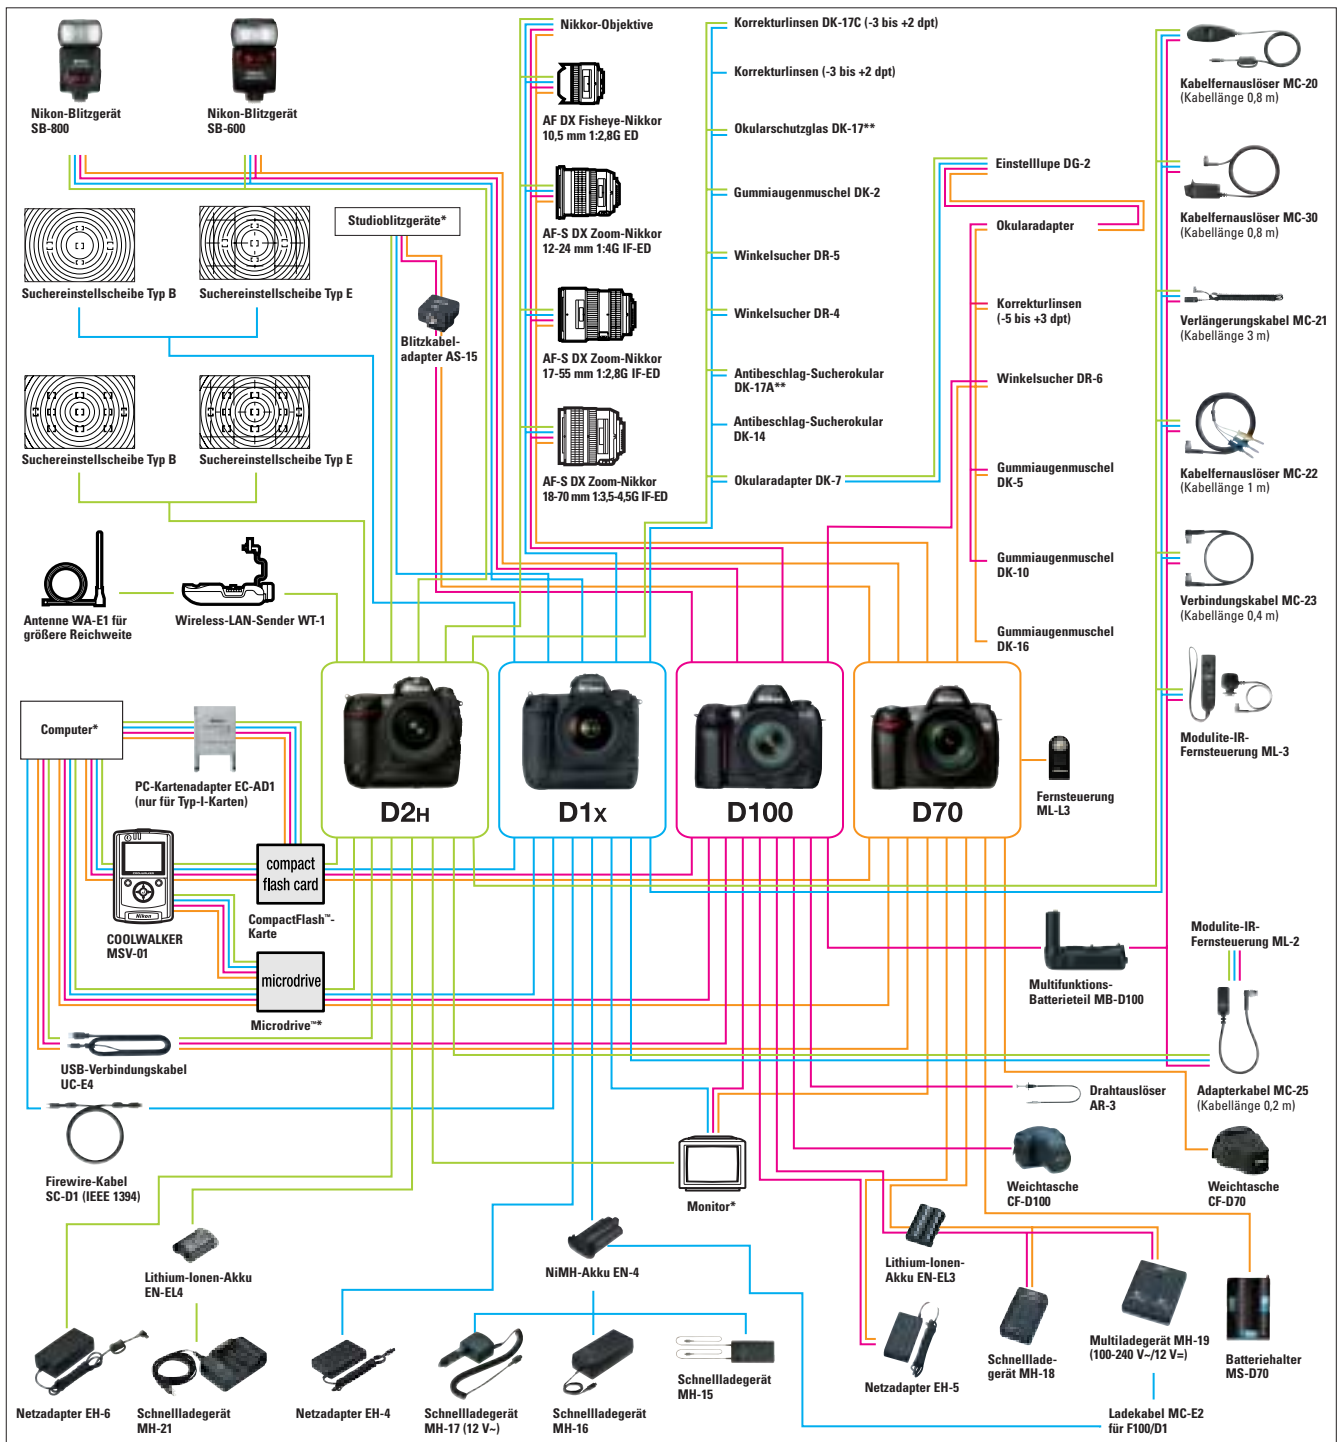 Nikon-Blitzgerät
SB-800
Nikon-Blitzgerät
SB-600
Nikkor-Objektive
AF DX Fisheye-Nikkor
10,5 mm 1:2,8G ED
AF-S DX Zoom-Nikkor
12-24 mm 1:4G IF-ED
AF-S DX Zoom-Nikkor
17-55 mm 1:2,8G IF-ED
AF-S DX Zoom-Nikkor
18-70 mm 1:3,5-4,5G IF-ED
Korrekturlinsen DK-17C (-3 bis +2 dpt)
Korrekturlinsen (-3 bis +2 dpt)
Okularschutzglas DK-17**
Gummiaugenmuschel DK-2
Winkelsucher DR-5
Winkelsucher DR-4
Antibeschlag-Sucherokular
DK-17A**
Antibeschlag-Sucherokular
DK-14
Okularadapter DK-7
Einstelllupe DG-2
Okularadapter
Korrekturlinsen
(-5 bis +3 dpt)
Winkelsucher DR-6
Gummiaugenmuschel
DK-5
Gummiaugenmuschel
DK-10
Gummiaugenmuschel
DK-16
Kabelfernauslöser MC-20
(Kabellänge 0,8 m)
Kabelfernauslöser MC-30
(Kabellänge 0,8 m)
Verlängerungskabel MC-21
(Kabellänge 3 m)
Kabelfernauslöser MC-22
(Kabellänge 1 m)
Verbindungskabel MC-23
(Kabellänge 0,4 m)
Modulite-IR-
Fernsteuerung ML-3
Studioblitzgeräte*
Blitzkabel-
adapter AS-15
Suchereinstellscheibe Typ B
Suchereinstellscheibe Typ E
Suchereinstellscheibe Typ B
Suchereinstellscheibe Typ E
Antenne WA-E1 für
größere Reichweite
Wireless-LAN-Sender WT-1
Computer*
PC-Kartenadapter EC-AD1
(nur für Typ-I-Karten)
D2H
D1X
D100
D70
Fernsteuerung
ML-L3
Nikon
COOLWALKER
MSV-01
compact
flash card
CompactFlash™-
Karte
microdrive
Microdrive™*
USB-Verbindungskabel
UC-E4
Firewire-Kabel
SC-D1 (IEEE 1394)
Multifunktions-
Batterieteil MB-D100
Modulite-IR-
Fernsteuerung ML-2
Adapterkabel MC-25
(Kabellänge 0,2 m)
Drahtauslöser
AR-3
Weichtasche
CF-D100
Weichtasche
CF-D70
Monitor*
Lithium-Ionen-Akku
EN-EL4
NiMH-Akku EN-4
Lithium-Ionen-
Akku EN-EL3
Netzadapter EH-6
Schnellladegerät
MH-21
Netzadapter EH-4
Schnellladegerät
MH-17 (12 V~)
Schnellladegerät
MH-16
Schnellladegerät
MH-15
Netzadapter EH-5
Schnelllade-
gerät MH-18
Multiladegerät MH-19
(100-240 V~/12 V=)
Batteriehalter
MS-D70
Ladekabel MC-E2
für F100/D1